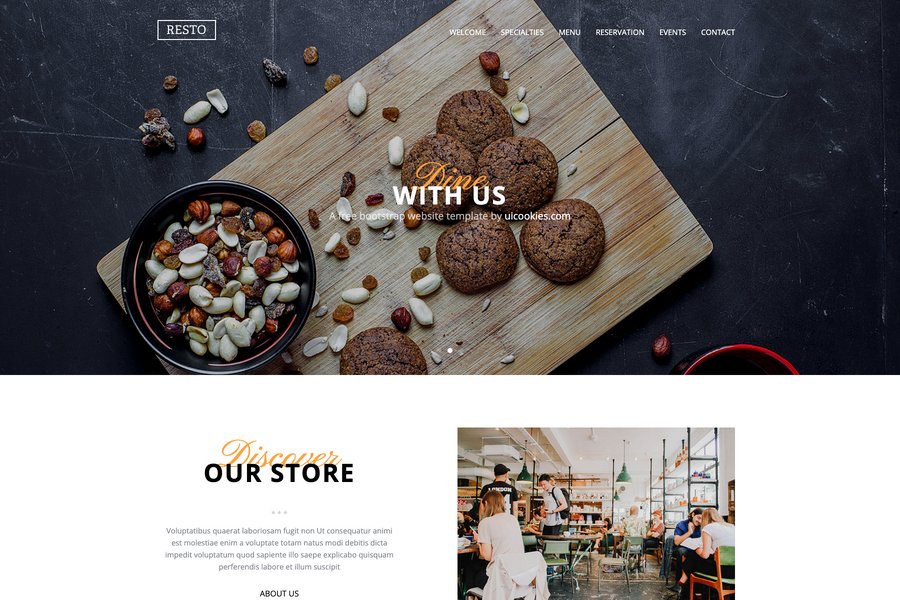 RESTO
WELCOME SPECIALTIES MENU RESERVATION EVENTS CONTACT
Dine
WITH US
A free bootstrap website template by uicookies.com
Discover
OUR STORE
Voluptatibus quaerat laboriosam fugit non Ut consequatur animi
est molestiae enim a voluptate totam natus modi debitis dicta
impedit voluptatum quod sapiente illo saepe explicabo quisquam
perferendis labore et illum suscipit
ABOUT US
LONDON